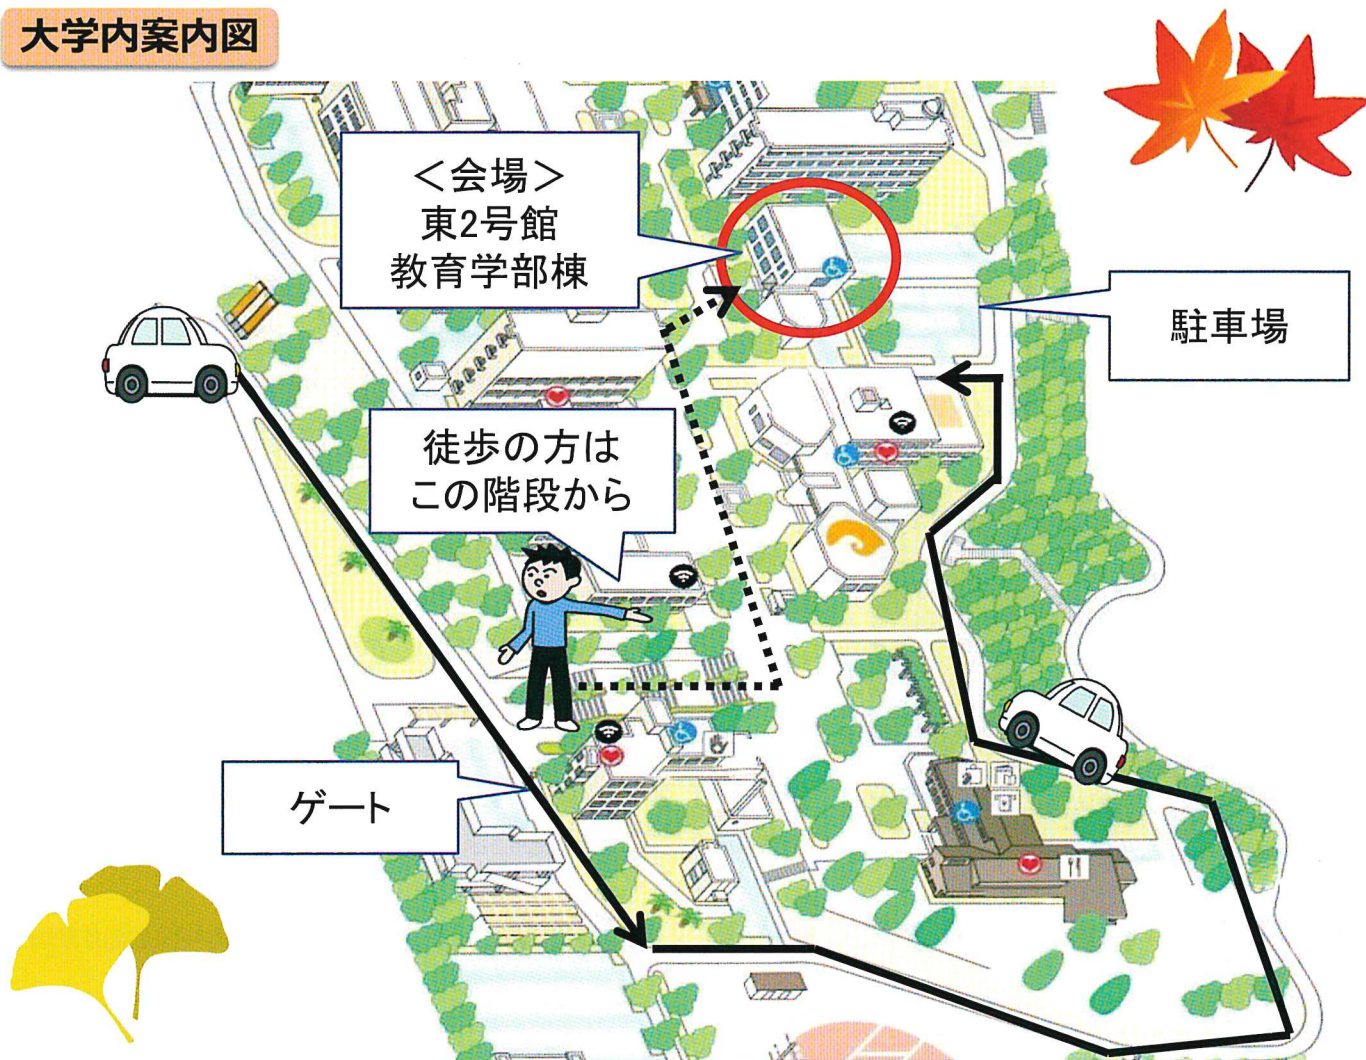 大学内案内図
＜会場＞
東2号館
教育学部棟
駐車場
徒歩の方は
この階段から
ゲート